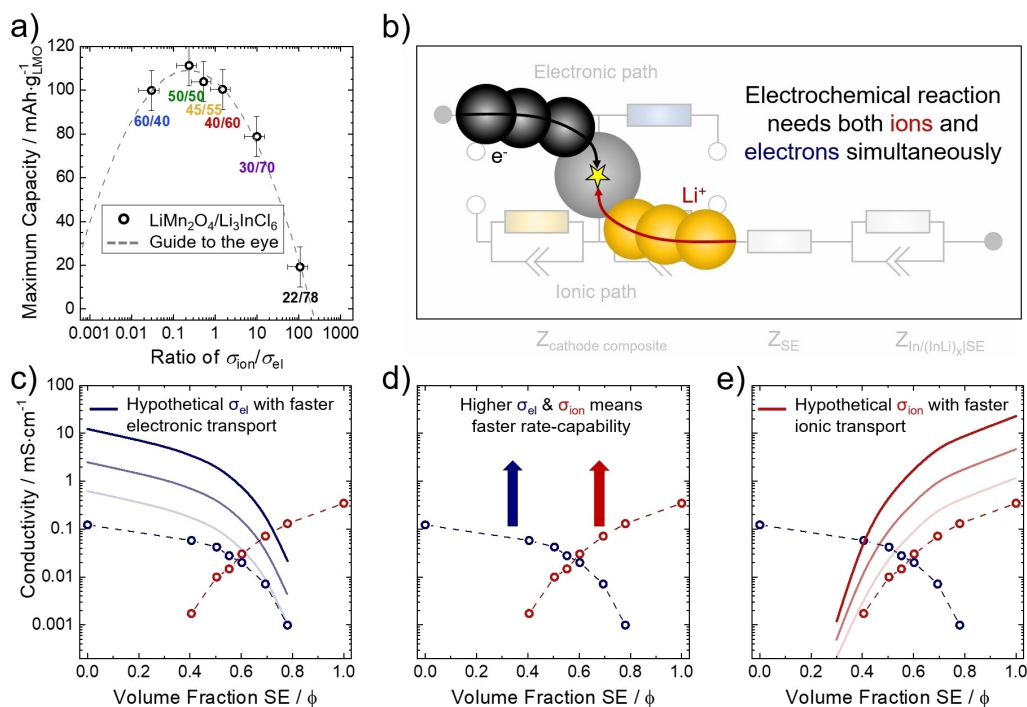 a)
Maximum Capacity / mAh·g⁻¹LMO
120
100
80
60
40
20
0
60/40
50/50
45/55
40/60
30/70
22/78
LiMn₂O₄/Li₃InCl₆
Guide to the eye
0.001 0.01 0.1 1 10 100 1000
Ratio of σion/σel
b)
Electronic path
Electrochemical reaction
needs both ions and
electrons simultaneously
e⁻
Li⁺
Ionic path
Zcathode composite
ZSE
ZIn/(InLi)ₓ|SE
c)
Conductivity / mS·cm⁻¹
100
10
1
0.1
0.01
0.001
Hypothetical σel with faster
electronic transport
0.0 0.2 0.4 0.6 0.8 1.0
Volume Fraction SE / ϕ
d)
Higher σel & σion means
faster rate-capability
0.0 0.2 0.4 0.6 0.8 1.0
Volume Fraction SE / ϕ
e)
Hypothetical σion with faster
ionic transport
0.0 0.2 0.4 0.6 0.8 1.0
Volume Fraction SE / ϕ